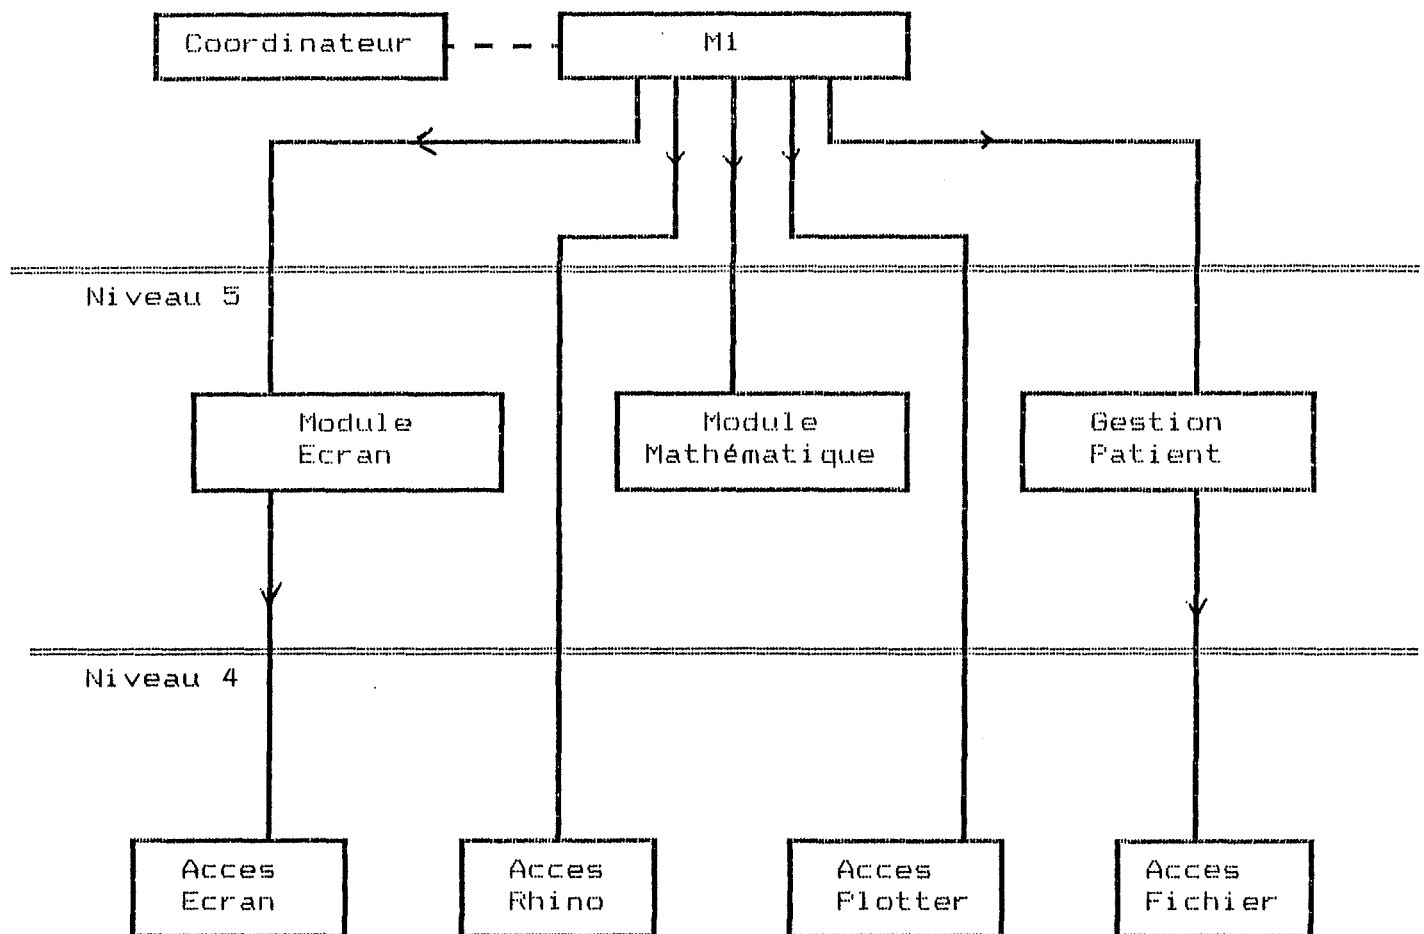 Coordinateur
M1
Niveau 5
Module
Ecran
Module
Mathématique
Gestion
Patient
Niveau 4
Acces
Ecran
Acces
Rhino
Acces
Plotter
Acces
Fichier